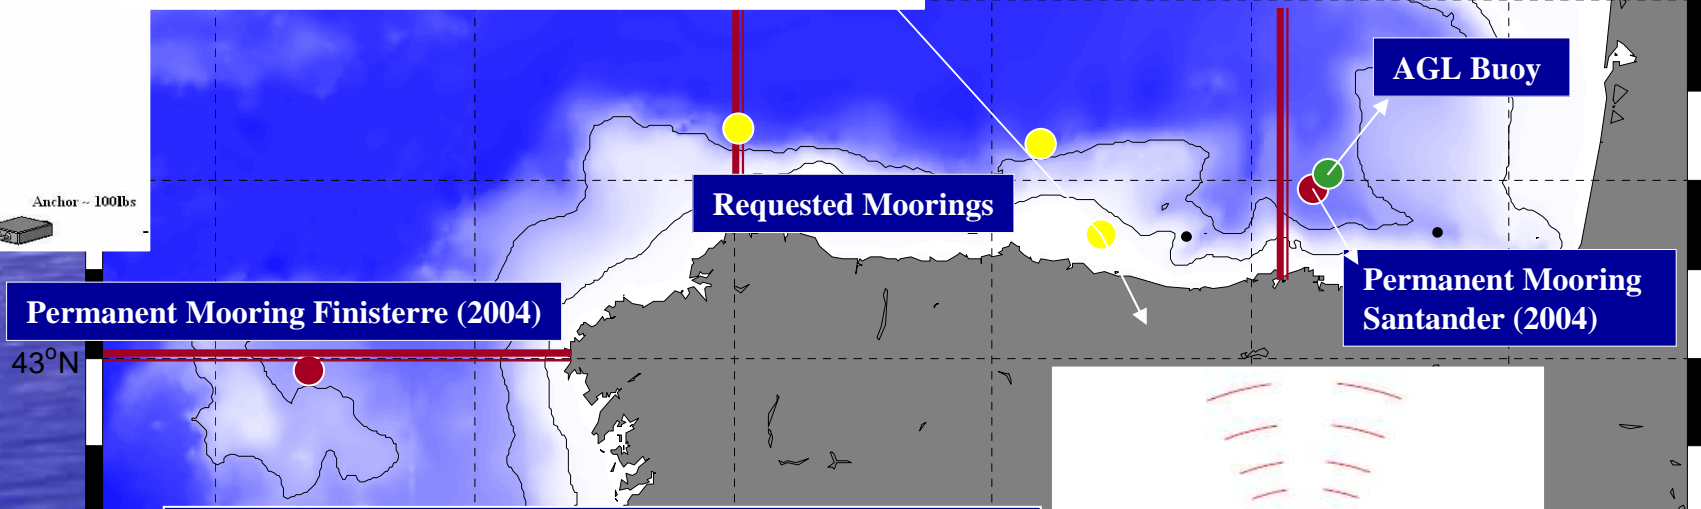 AGL Buoy
Anchor ~ 100lbs
Requested Moorings
Permanent Mooring
Santander (2004)
Permanent Mooring Finisterre (2004)
43°N